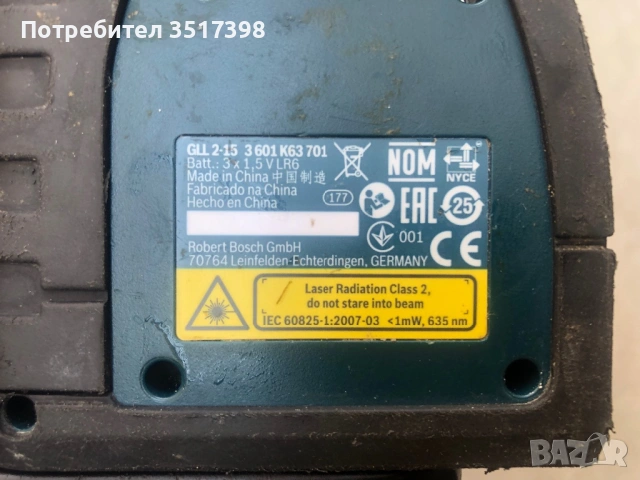 Потребител 3517398
GLL 2-15 3 601 K63 701
Batt.: 3 x 1,5 V LR6
Made in China 中国制造
Fabricado na China
Hecho en China
177
NOM
NYCE
EAC
25
001
CE
Robert Bosch GmbH
70764 Leinfelden-Echterdingen, GERMANY
Laser Radiation Class 2,
do not stare into beam
IEC 60825-1:2007-03 <1mW, 635 nm
BAZAR